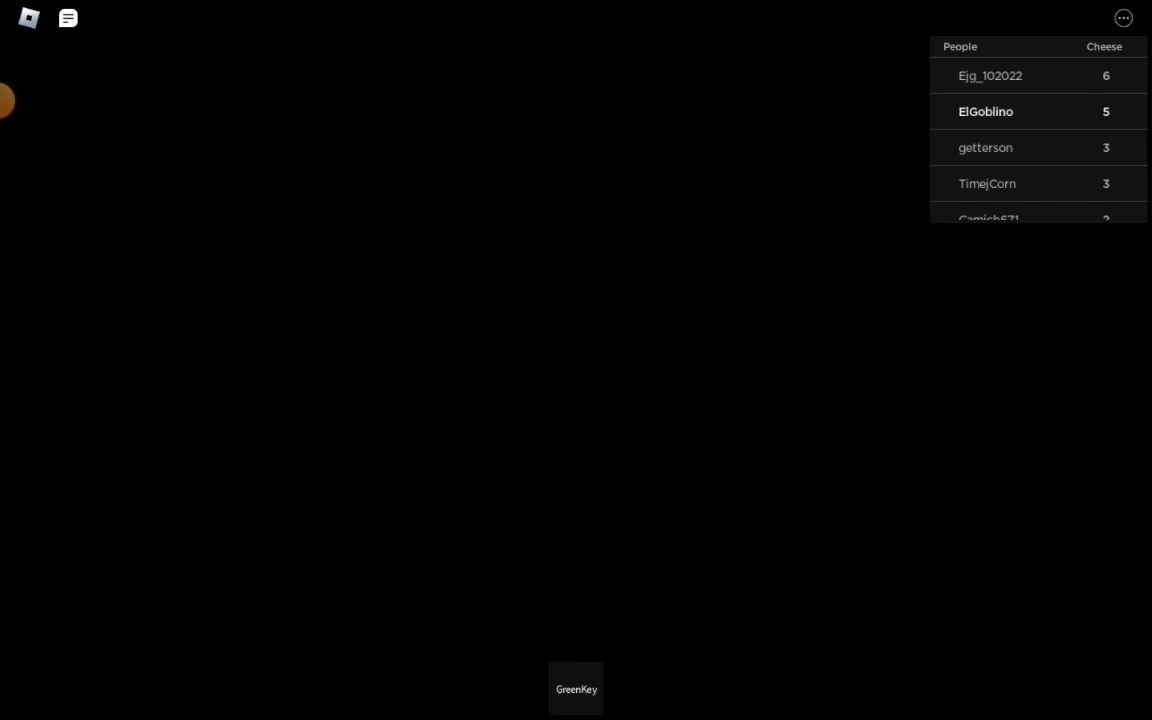 People Cheese
Ejg_102022 6
ElGoblino 5
getterson 3
TimejCorn 3
GreenKey